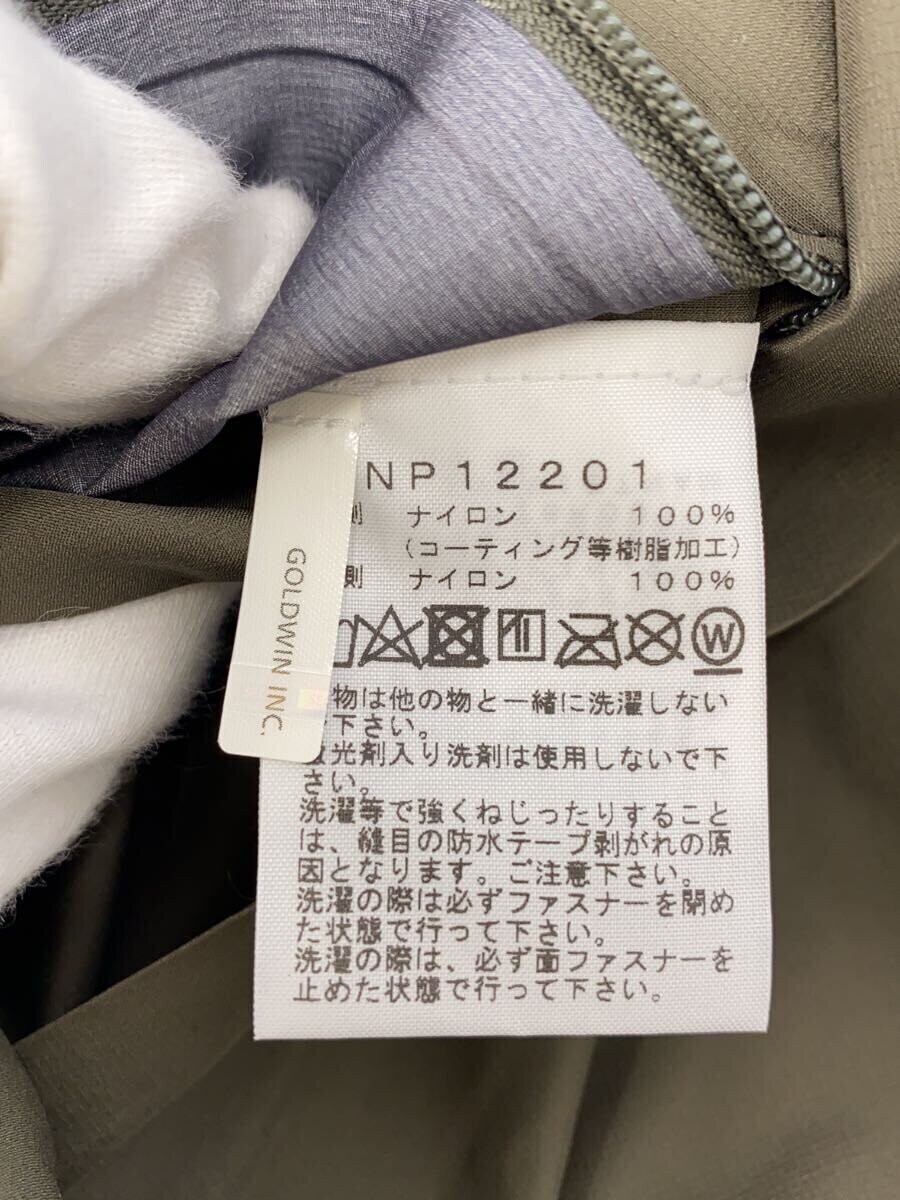 NP12201
側 ナイロン 100%
(コーティング等樹脂加工)
側 ナイロン 100%
W
物は他の物と一緒に洗濯しない
下さい。
光剤入り洗剤は使用しないで下
さい。
洗濯等で強くねじったりすること
は、縫目の防水テープ剥がれの原
因となります。ご注意下さい。
洗濯の際は必ずファスナーを閉め
た状態で行って下さい。
洗濯の際は、必ず面ファスナーを
止めた状態で行って下さい。
GOLDWIN INC.